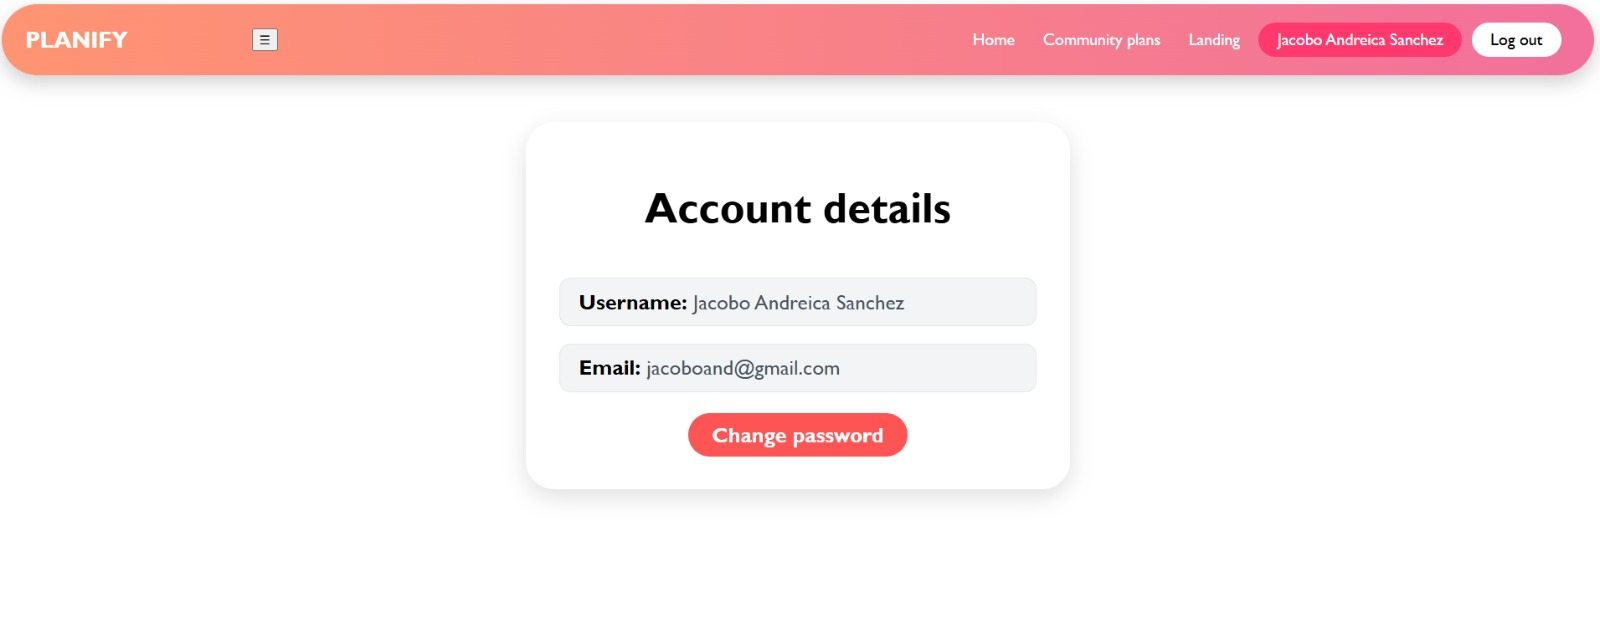 PLANIFY
☰
Home
Community plans
Landing
Jacobo Andreica Sanchez
Log out
Account details
Username: Jacobo Andreica Sanchez
Email: jacoboand@gmail.com
Change password